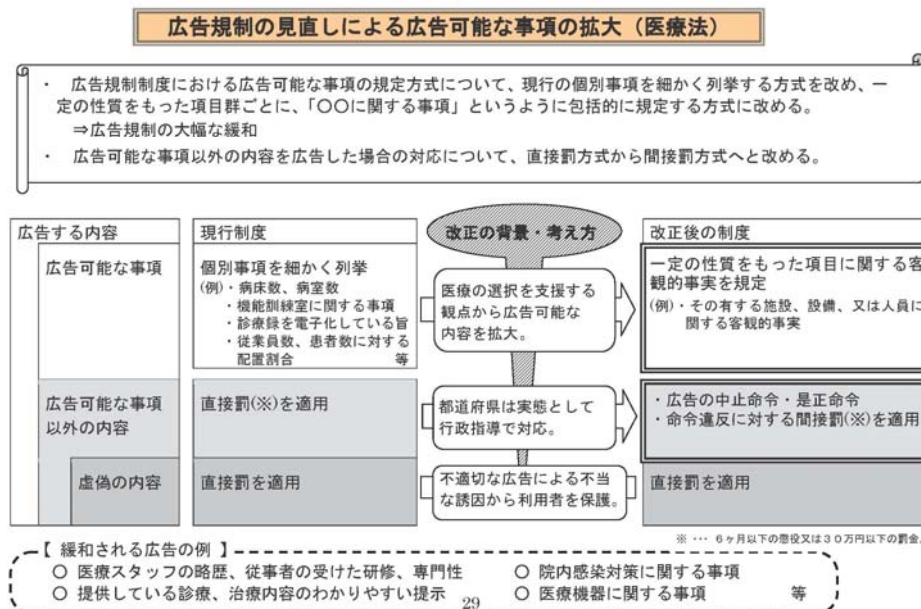 広告規制の見直しによる広告可能な事項の拡大（医療法）
・　広告規制制度における広告可能な事項の規定方式について、現行の個別事項を細かく列挙する方式を改め、一
定の性質をもった項目群ごとに、「〇〇に関する事項」というように包括的に規定する方式に改める。
⇒広告規制の大幅な緩和
・　広告可能な事項以外の内容を広告した場合の対応について、直接罰方式から間接罰方式へと改める。
広告する内容
広告可能な事項
広告可能な事項
以外の内容
虚偽の内容
現行制度
個別事項を細かく列挙
(例)・病床数、病室数
・機能訓練室に関する事項
・診療録を電子化している旨
・従業員数、患者数に対する
配置割合　等
直接罰(※)を適用
直接罰を適用
改正の背景・考え方
医療の選択を支援する
観点から広告可能な
内容を拡大。
都道府県は実態として
行政指導で対応。
不適切な広告による不当
な誘因から利用者を保護。
改正後の制度
一定の性質をもった項目に関する客
観的事実を規定
(例)・その有する施設、設備、又は人員に
関する客観的事実
・広告の中止命令・是正命令
・命令違反に対する間接罰(※)を適用
直接罰を適用
※ … 6ヶ月以下の懲役又は30万円以下の罰金。
【 緩和される広告の例 】
〇 医療スタッフの略歴、従事者の受けた研修、専門性
〇 提供している診療、治療内容のわかりやすい提示
〇 院内感染対策に関する事項
〇 医療機器に関する事項　等
29